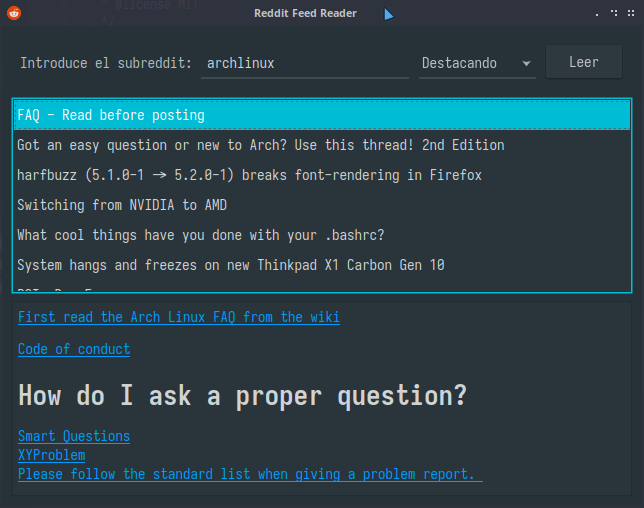 Reddit Feed Reader
Introduce el subreddit: archlinux Destacando Leer
FAQ - Read before posting
Got an easy question or new to Arch? Use this thread! 2nd Edition
harfbuzz (5.1.0-1 -> 5.2.0-1) breaks font-rendering in Firefox
Switching from NVIDIA to AMD
What cool things have you done with your .bashrc?
System hangs and freezes on new Thinkpad X1 Carbon Gen 10
First read the Arch Linux FAQ from the wiki
Code of conduct
How do I ask a proper question?
Smart Questions
XYProblem
Please follow the standard list when giving a problem report.